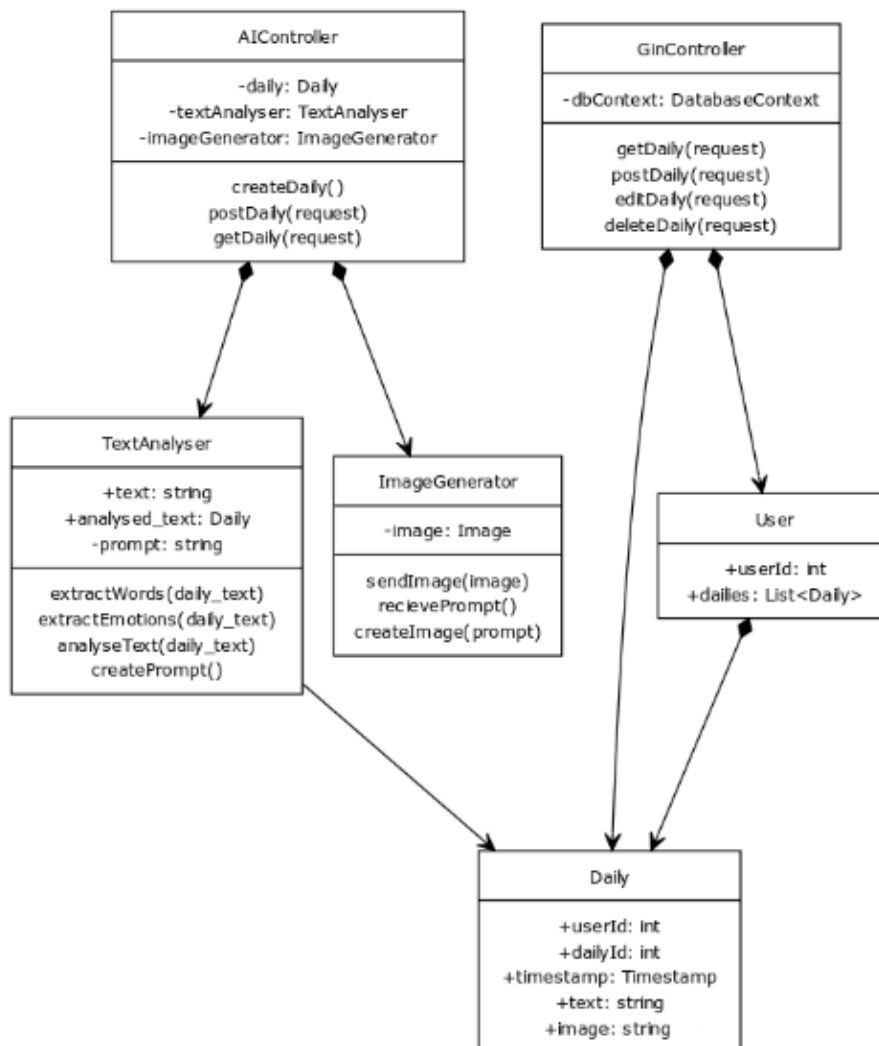 AIController
-daily: Daily
-textAnalyser: TextAnalyser
-imageGenerator: ImageGenerator
createDaily()
postDaily(request)
getDaily(request)
GinController
-dbContext: DatabaseContext
getDaily(request)
postDaily(request)
editDaily(request)
deleteDaily(request)
TextAnalyser
+text: string
+analysed_text: Daily
-prompt: string
extractWords(daily_text)
extractEmotions(daily_text)
analyseText(daily_text)
createPrompt()
ImageGenerator
-image: Image
sendImage(image)
recievePrompt()
createImage(prompt)
User
+userId: int
+dailies: List<Daily>
Daily
+userId: int
+dailyId: int
+timestamp: Timestamp
+text: string
+image: string